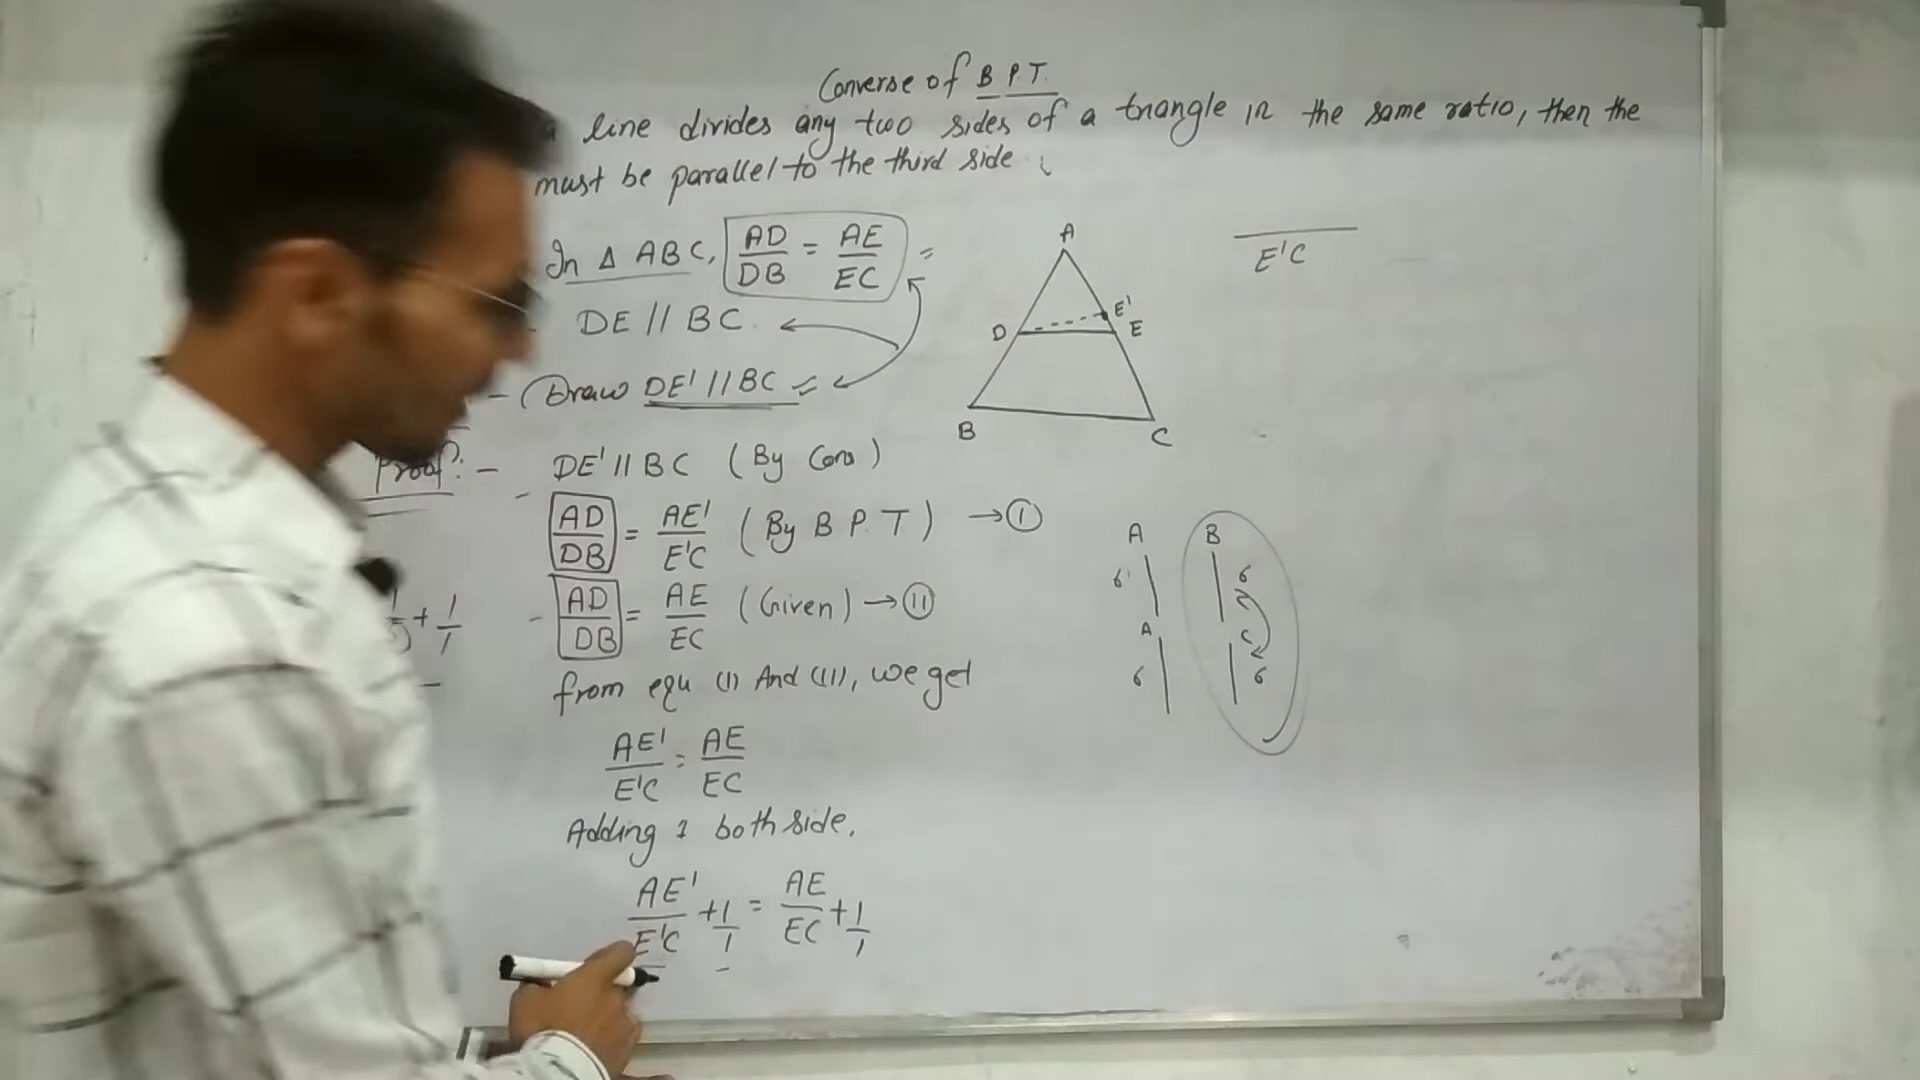 Converse of B P T.
a line divides any two sides of a triangle in the same ratio, then the
must be parallel to the third side.
In Δ ABC, AD/DB = AE/EC =
DE // BC
- Draw DE' // BC =
Proof :- DE' // BC (By Cons)
AD/DB = AE'/E'C (By B P. T) → (I)
AD/DB = AE/EC (Given) → (II)
from equ (I) And (II), we get
AE'/E'C = AE/EC
Adding 1 both side.
AE'/E'C + 1/1 = AE/EC + 1/1
+ 1/1
A
E'
D
E
B
C
E'C
A B
6 6
A C
6 6